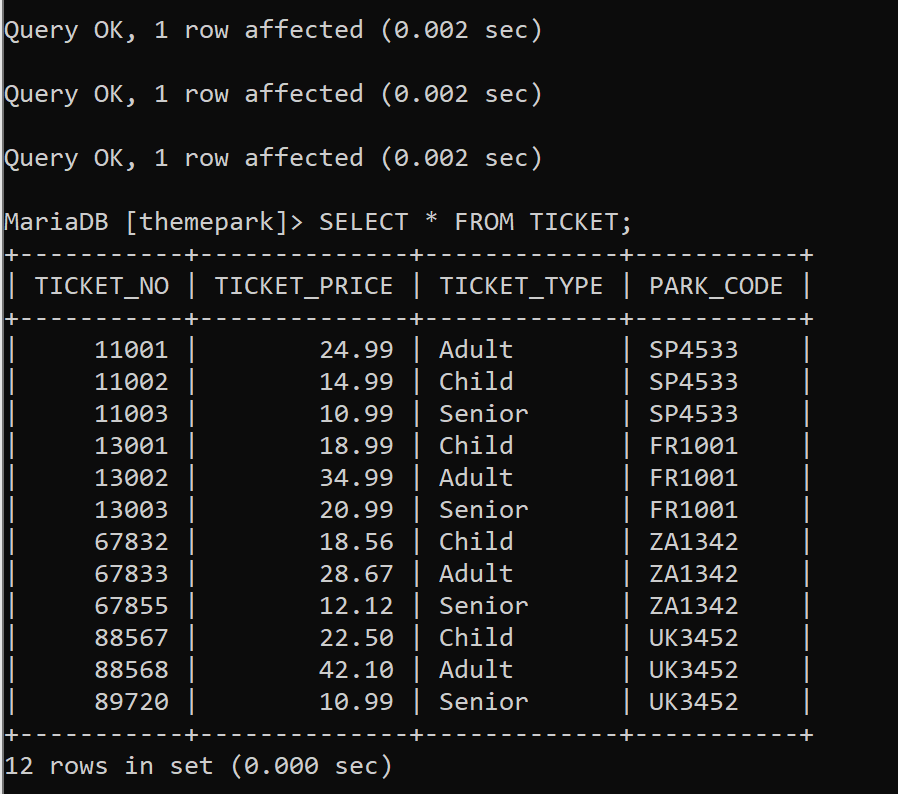 Query OK, 1 row affected (0.002 sec)
Query OK, 1 row affected (0.002 sec)
Query OK, 1 row affected (0.002 sec)
MariaDB [themepark]> SELECT * FROM TICKET;
+-----------+--------------+-------------+-----------+
| TICKET_NO | TICKET_PRICE | TICKET_TYPE | PARK_CODE |
+-----------+--------------+-------------+-----------+
|     11001 |        24.99 | Adult       | SP4533    |
|     11002 |        14.99 | Child       | SP4533    |
|     11003 |        10.99 | Senior      | SP4533    |
|     13001 |        18.99 | Child       | FR1001    |
|     13002 |        34.99 | Adult       | FR1001    |
|     13003 |        20.99 | Senior      | FR1001    |
|     67832 |        18.56 | Child       | ZA1342    |
|     67833 |        28.67 | Adult       | ZA1342    |
|     67855 |        12.12 | Senior      | ZA1342    |
|     88567 |        22.50 | Child       | UK3452    |
|     88568 |        42.10 | Adult       | UK3452    |
|     89720 |        10.99 | Senior      | UK3452    |
+-----------+--------------+-------------+-----------+
12 rows in set (0.000 sec)